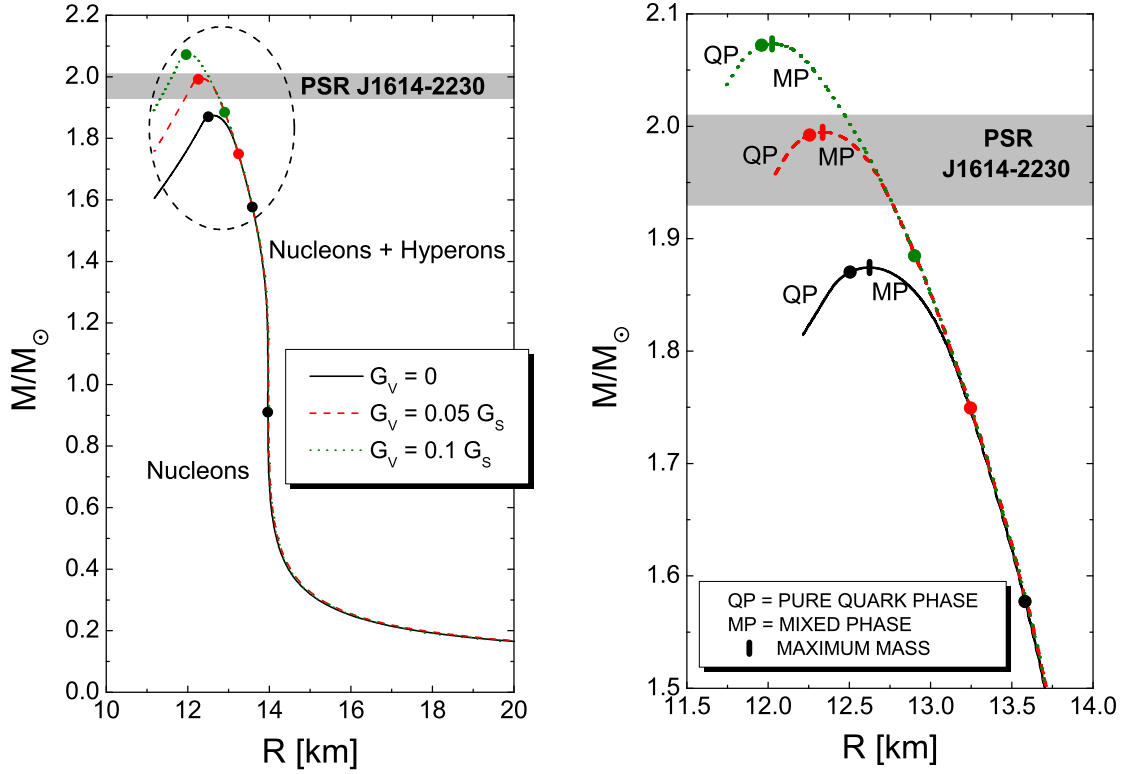 2.2
2.0
1.8
1.6
1.4
1.2
1.0
0.8
0.6
0.4
0.2
0.0
M/M☉
PSR J1614-2230
Nucleons + Hyperons
G_V = 0
G_V = 0.05 G_S
G_V = 0.1 G_S
Nucleons
10 12 14 16 18 20
R [km]
2.1
2.0
1.9
1.8
1.7
1.6
1.5
M/M☉
QP
MP
PSR
J1614-2230
QP
MP
QP
MP
QP = PURE QUARK PHASE
MP = MIXED PHASE
MAXIMUM MASS
11.5 12.0 12.5 13.0 13.5 14.0
R [km]